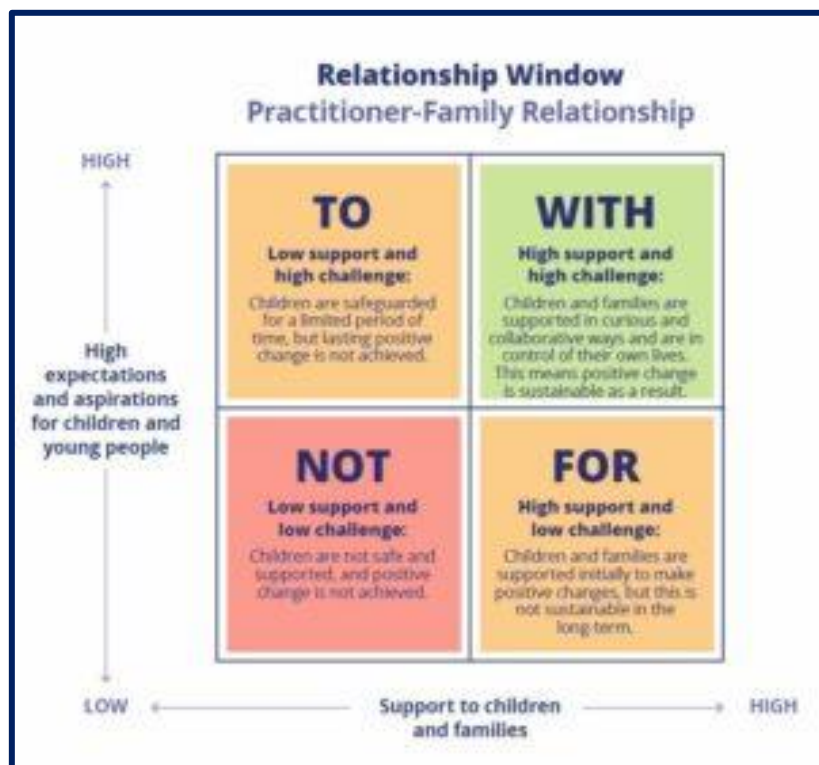 Relationship Window
Practitioner-Family Relationship
HIGH
TO
Low support and
high challenge:
Children are safeguarded
for a limited period of
time, but lasting positive
change is not achieved.
WITH
High support and
high challenge:
Children and families are
supported in curious and
collaborative ways and are in
control of their own lives.
This means positive change
is sustainable as a result.
High
expectations
and aspirations
for children and
young people
NOT
Low support and
low challenge:
Children are not safe and
supported, and positive
change is not achieved.
FOR
High support and
low challenge:
Children and families are
supported initially to make
positive changes, but this is
not sustainable in the
long-term.
LOW
Support to children
and families
HIGH